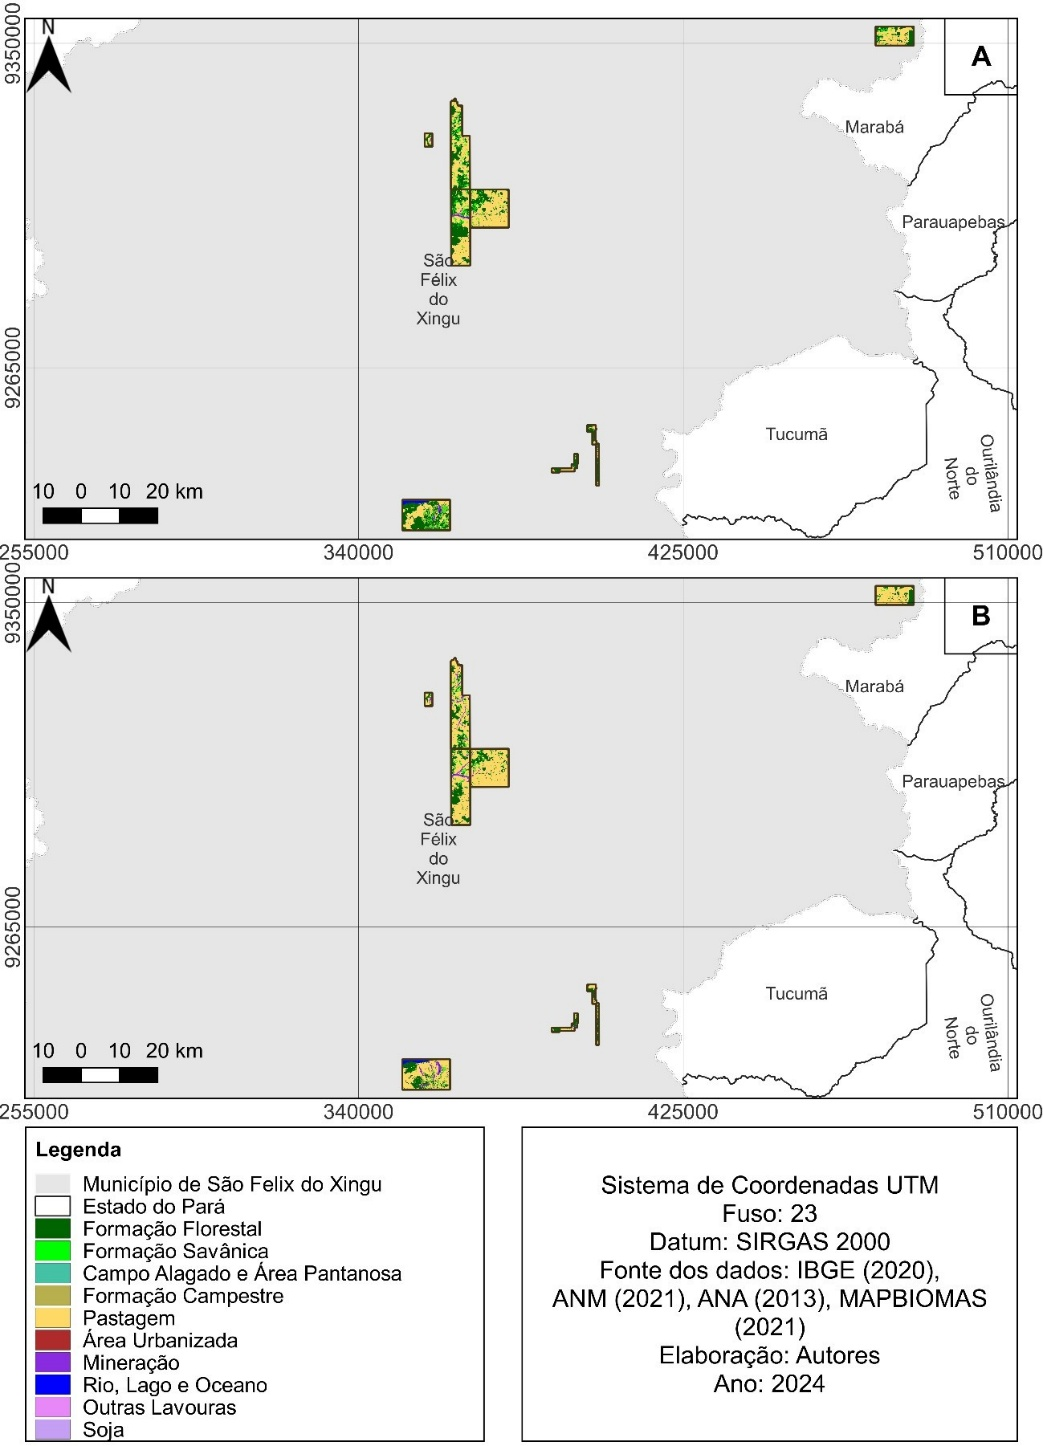 N
A
9350000
Marabá
Parauapebas
São
Félix
do
Xingu
9265000
Tucumã
Ourilândia
do
Norte
10 0 10 20 km
255000 340000 425000 510000
N
B
9350000
Marabá
Parauapebas
São
Félix
do
Xingu
9265000
Tucumã
Ourilândia
do
Norte
10 0 10 20 km
255000 340000 425000 510000
Legenda
Município de São Felix do Xingu
Estado do Pará
Formação Florestal
Formação Savânica
Campo Alagado e Área Pantanosa
Formação Campestre
Pastagem
Área Urbanizada
Mineração
Rio, Lago e Oceano
Outras Lavouras
Soja
Sistema de Coordenadas UTM
Fuso: 23
Datum: SIRGAS 2000
Fonte dos dados: IBGE (2020),
ANM (2021), ANA (2013), MAPBIOMAS
(2021)
Elaboração: Autores
Ano: 2024